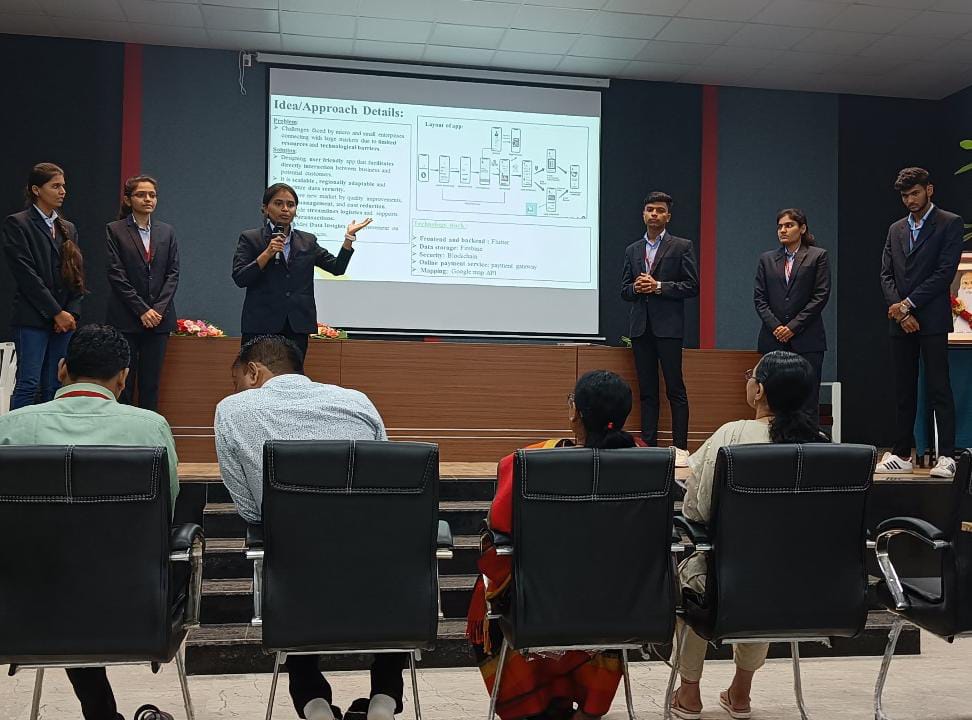 Idea/Approach Details:
Problem:
➤ Challenges faced by micro and small enterprises
connecting with large markets due to limited
resources and technological barriers.
Solution:
➤ Designing user friendly app that facilitates
directly interaction between business and
potential customers.
➤ It is scalable, regionally adaptable and
data security.
new market by quality improvements,
management, and cost reduction.
streamlines logistics and supports
transactions.
Data Insights
on
Layout of app:
Technology stack:
➤ Frontend and backend : Flutter
➤ Data storage: Firebase
➤ Security: Blockchain
➤ Online payment service: payment gateway
➤ Mapping: Google map API